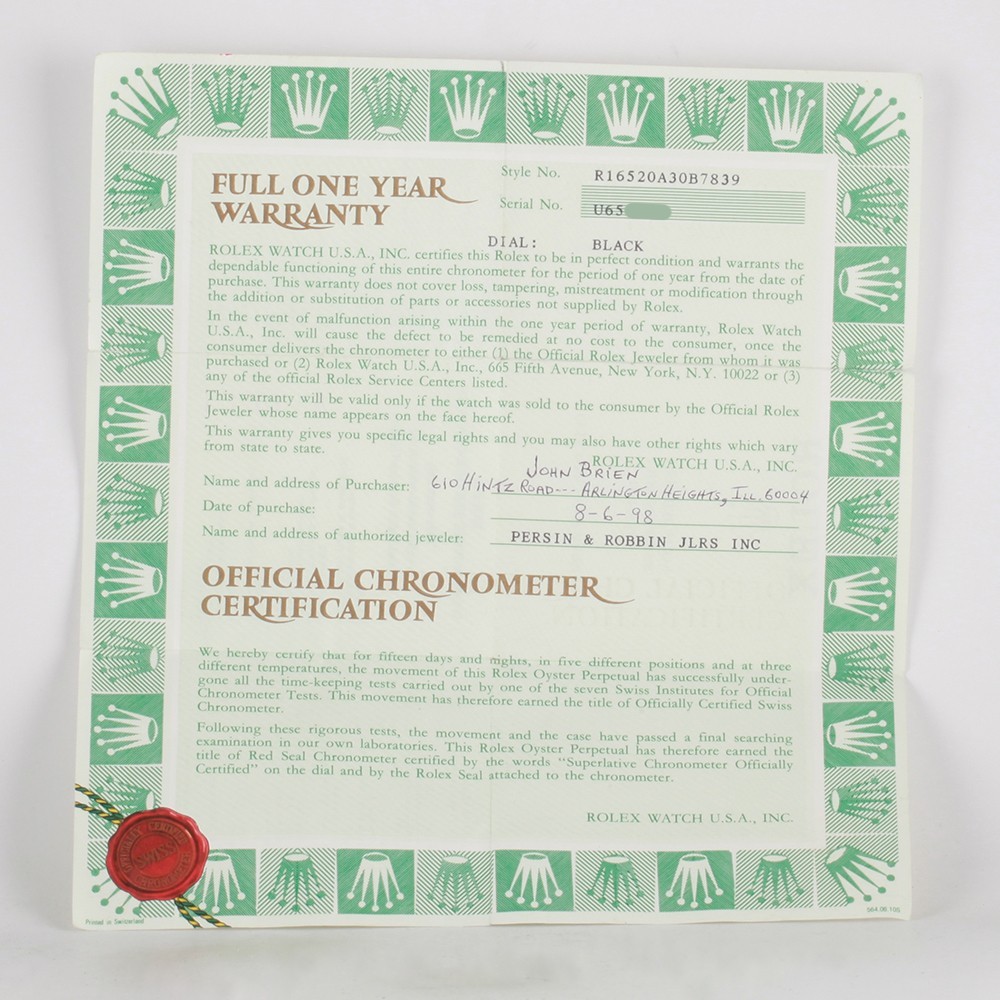 FULL ONE YEAR
WARRANTY
Style No. R16520A30B7839
Serial No. U65
DIAL: BLACK
ROLEX WATCH U.S.A., INC. certifies this Rolex to be in perfect condition and warrants the
dependable functioning of this entire chronometer for the period of one year from the date of
purchase. This warranty does not cover loss, tampering, mistreatment or modification through
the addition or substitution of parts or accessories not supplied by Rolex.
In the event of malfunction arising within the one year period of warranty, Rolex Watch
U.S.A., Inc. will cause the defect to be remedied at no cost to the consumer, once the
consumer delivers the chronometer to either (1) the Official Rolex Jeweler from whom it was
purchased or (2) Rolex Watch U.S.A., Inc., 665 Fifth Avenue, New York, N.Y. 10022 or (3)
any of the official Rolex Service Centers listed.
This warranty will be valid only if the watch was sold to the consumer by the Official Rolex
Jeweler whose name appears on the face hereof.
This warranty gives you specific legal rights and you may also have other rights which vary
from state to state.
ROLEX WATCH U.S.A., INC.
JOHN BRIEN
Name and address of Purchaser: 610 HINTZ ROAD--- ARLINGTON HEIGHTS, ILL. 60004
Date of purchase: 8-6-98
Name and address of authorized jeweler: PERSIN & ROBBIN JLRS INC
OFFICIAL CHRONOMETER
CERTIFICATION
We hereby certify that for fifteen days and nights, in five different positions and at three
different temperatures, the movement of this Rolex Oyster Perpetual has successfully under-
gone all the time-keeping tests carried out by one of the seven Swiss Institutes for Official
Chronometer Tests. This movement has therefore earned the title of Officially Certified Swiss
Chronometer.
Following these rigorous tests, the movement and the case have passed a final searching
examination in our own laboratories. This Rolex Oyster Perpetual has therefore earned the
title of Red Seal Chronometer certified by the words "Superlative Chronometer Officially
Certified" on the dial and by the Rolex Seal attached to the chronometer.
ROLEX WATCH U.S.A., INC.
SWISS
Printed in Switzerland
564.06.105